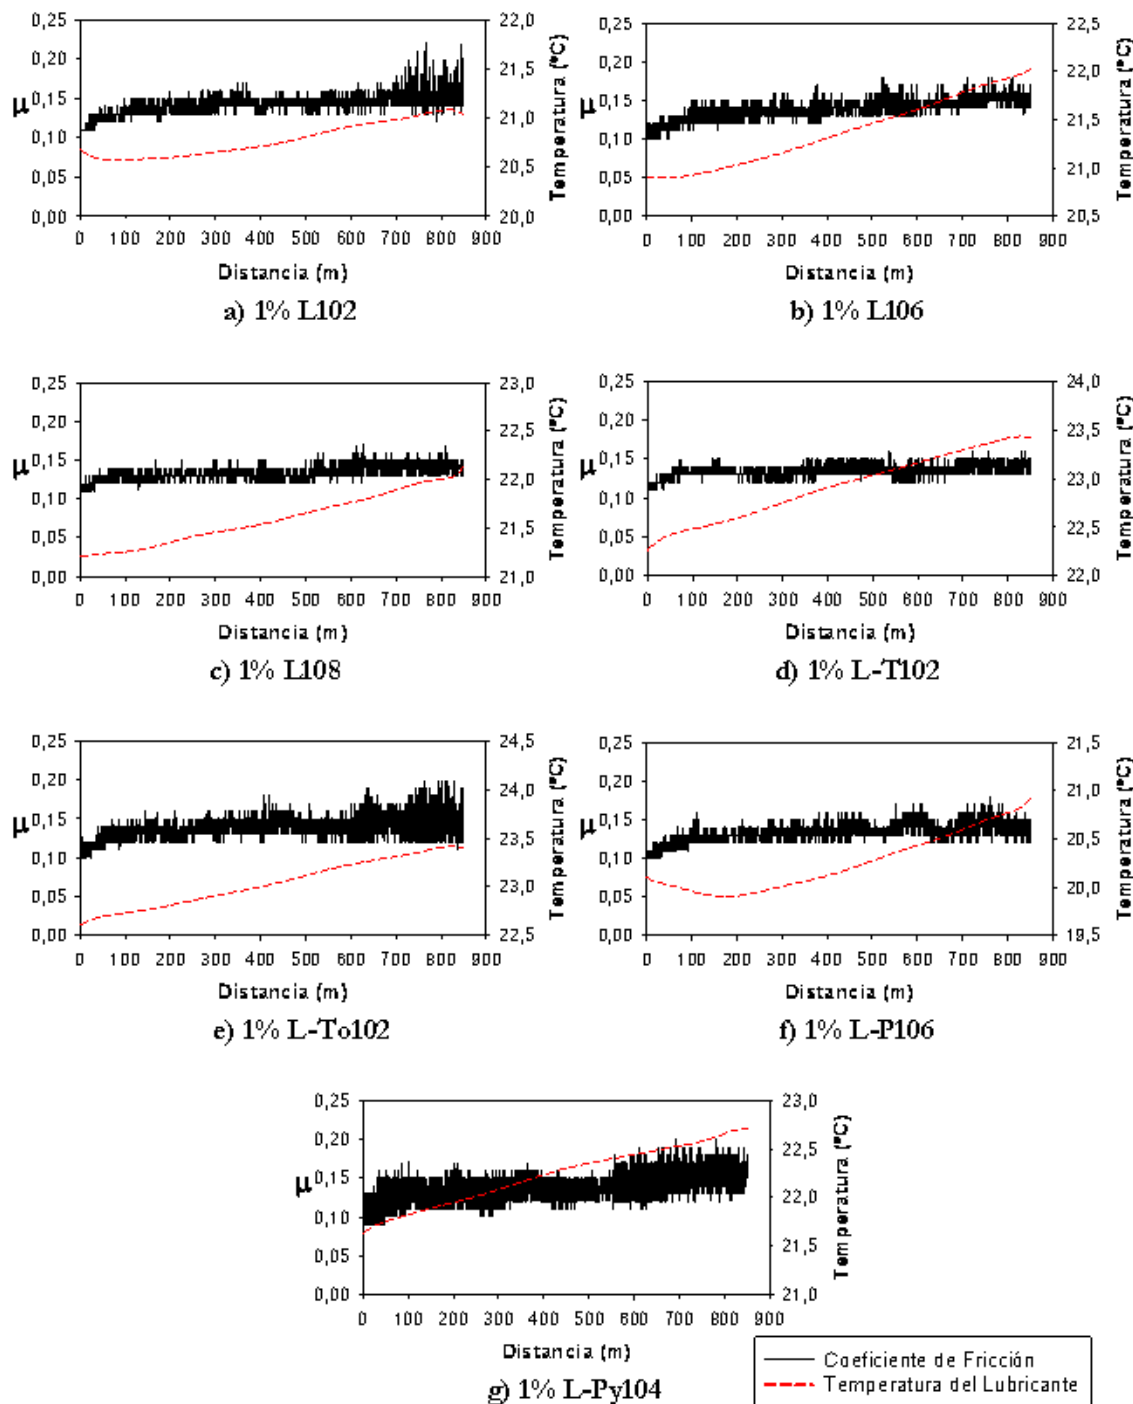 0,25
0,20
0,15
0,10
0,05
0,00
μ
22,0
21,5
21,0
20,5
20,0
Temperatura (°C)
0 100 200 300 400 500 600 700 800 900
Distancia (m)
a) 1% L102
0,25
0,20
0,15
0,10
0,05
0,00
μ
22,5
22,0
21,5
21,0
20,5
Temperatura (°C)
0 100 200 300 400 500 600 700 800 900
Distancia (m)
b) 1% L106
0,25
0,20
0,15
0,10
0,05
0,00
μ
23,0
22,5
22,0
21,5
21,0
Temperatura (°C)
0 100 200 300 400 500 600 700 800 900
Distancia (m)
c) 1% L108
0,25
0,20
0,15
0,10
0,05
0,00
μ
24,0
23,5
23,0
22,5
22,0
Temperatura (°C)
0 100 200 300 400 500 600 700 800 900
Distancia (m)
d) 1% L-T102
0,25
0,20
0,15
0,10
0,05
0,00
μ
24,5
24,0
23,5
23,0
22,5
Temperatura (°C)
0 100 200 300 400 500 600 700 800 900
Distancia (m)
e) 1% L-To102
0,25
0,20
0,15
0,10
0,05
0,00
μ
21,5
21,0
20,5
20,0
19,5
Temperatura (°C)
0 100 200 300 400 500 600 700 800 900
Distancia (m)
f) 1% L-P106
0,25
0,20
0,15
0,10
0,05
0,00
μ
23,0
22,5
22,0
21,5
21,0
Temperatura (°C)
0 100 200 300 400 500 600 700 800 900
Distancia (m)
g) 1% L-Py104
Coeficiente de Fricción
Temperatura del Lubricante